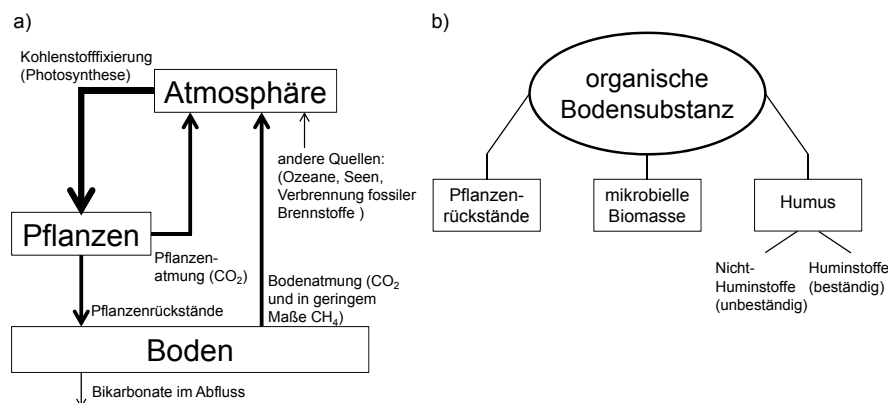 a)
Kohlenstofffixierung
(Photosynthese)
Atmosphäre
andere Quellen:
(Ozeane, Seen,
Verbrennung fossiler
Brennstoffe )
Pflanzen
Pflanzen-
atmung (CO₂)
Bodenatmung (CO₂
und in geringem
Maße CH₄)
Pflanzenrückstände
Boden
Bikarbonate im Abfluss
b)
organische
Bodensubstanz
Pflanzen-
rückstände
mikrobielle
Biomasse
Humus
Nicht-
Huminstoffe
(unbeständig)
Huminstoffe
(beständig)